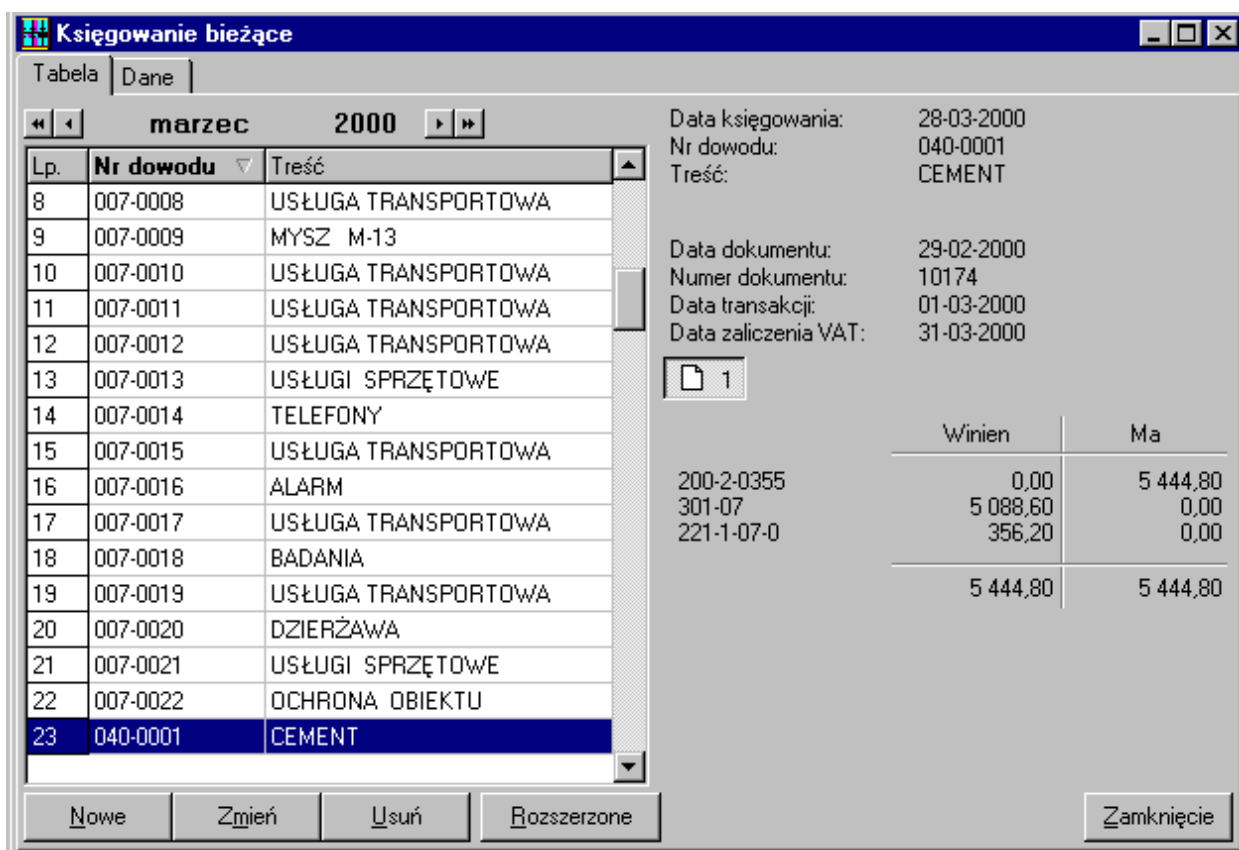 Księgowanie bieżące
Tabela Dane
marzec 2000
Lp. Nr dowodu Treść
8 007-0008 USŁUGA TRANSPORTOWA
9 007-0009 MYSZ M-13
10 007-0010 USŁUGA TRANSPORTOWA
11 007-0011 USŁUGA TRANSPORTOWA
12 007-0012 USŁUGA TRANSPORTOWA
13 007-0013 USŁUGI SPRZĘTOWE
14 007-0014 TELEFONY
15 007-0015 USŁUGA TRANSPORTOWA
16 007-0016 ALARM
17 007-0017 USŁUGA TRANSPORTOWA
18 007-0018 BADANIA
19 007-0019 USŁUGA TRANSPORTOWA
20 007-0020 DZIERŻAWA
21 007-0021 USŁUGI SPRZĘTOWE
22 007-0022 OCHRONA OBIEKTU
23 040-0001 CEMENT
Nowe Zmień Usuń Rozszerzone
Data księgowania: 28-03-2000
Nr dowodu: 040-0001
Treść: CEMENT
Data dokumentu: 29-02-2000
Numer dokumentu: 10174
Data transakcji: 01-03-2000
Data zaliczenia VAT: 31-03-2000
1
Winien Ma
200-2-0355 0,00 5 444,80
301-07 5 088,60 0,00
221-1-07-0 356,20 0,00
5 444,80 5 444,80
Zamknięcie